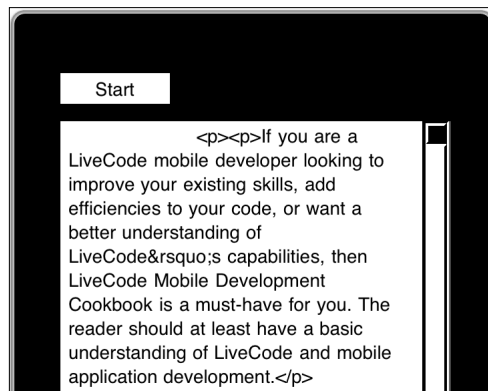 Start
<p><p>If you are a
LiveCode mobile developer looking to
improve your existing skills, add
efficiencies to your code, or want a
better understanding of
LiveCode&rsquo;s capabilities, then
LiveCode Mobile Development
Cookbook is a must-have for you. The
reader should at least have a basic
understanding of LiveCode and mobile
application development.</p>